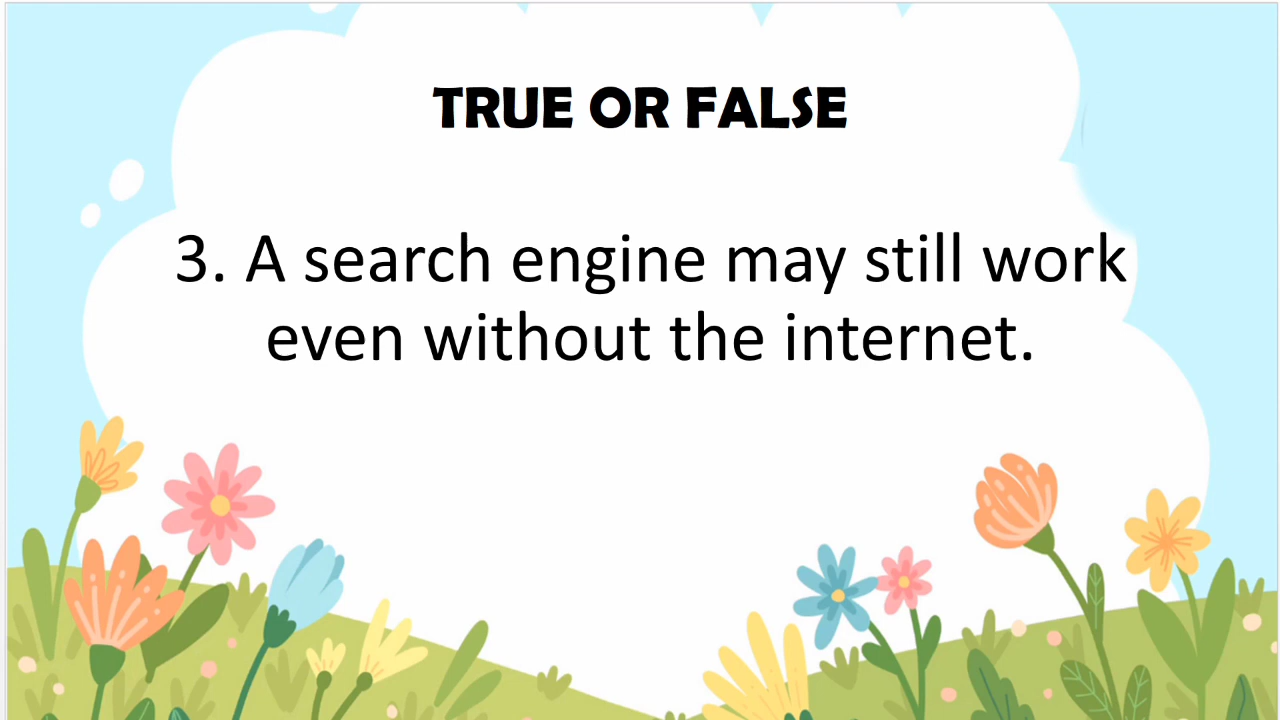 TRUE OR FALSE
3. A search engine may still work
even without the internet.